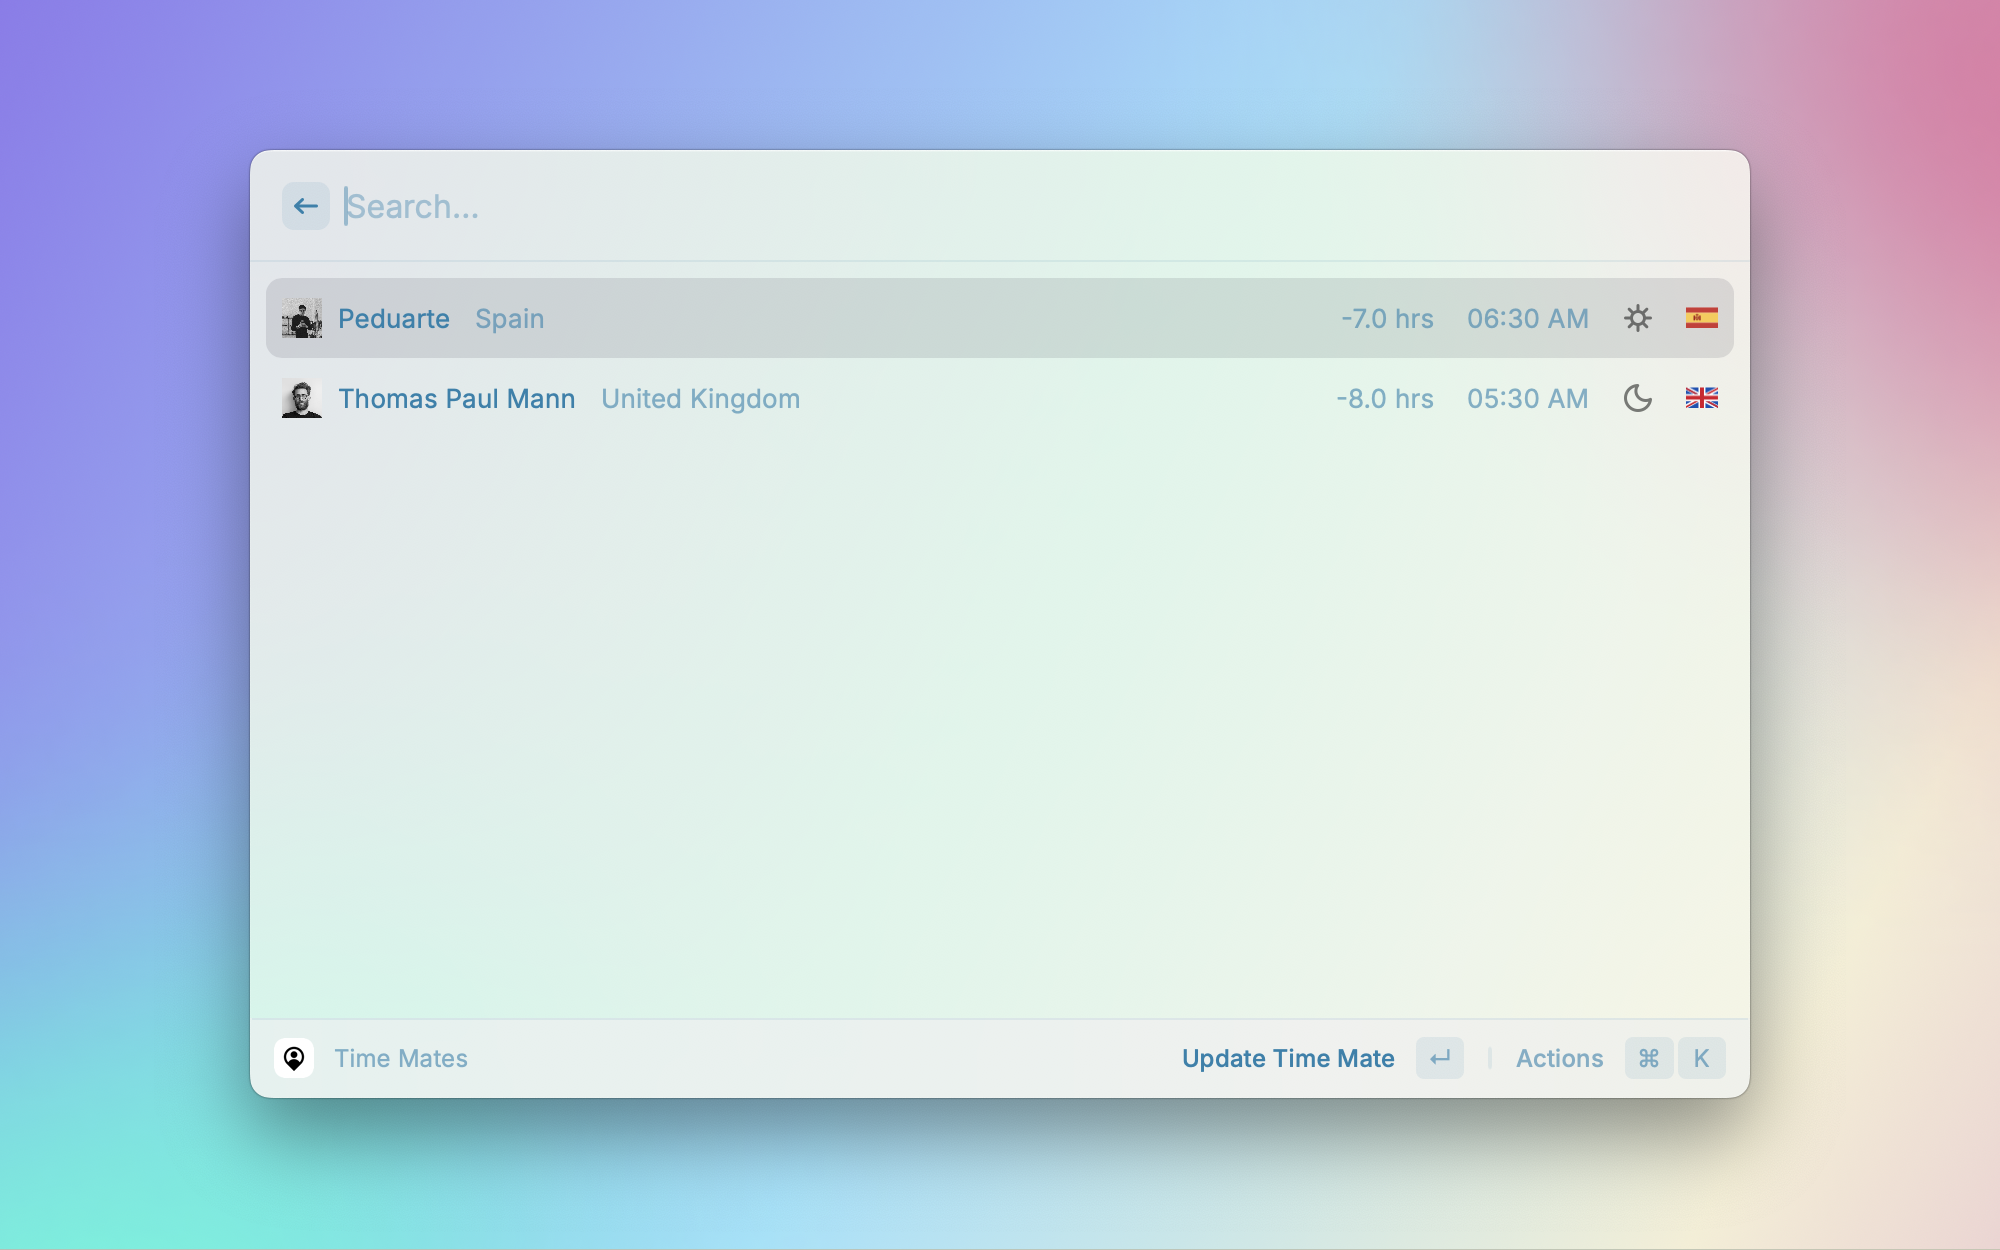 Search...
Peduarte Spain -7.0 hrs 06:30 AM
Thomas Paul Mann United Kingdom -8.0 hrs 05:30 AM
Time Mates Update Time Mate ↵ Actions ⌘ K